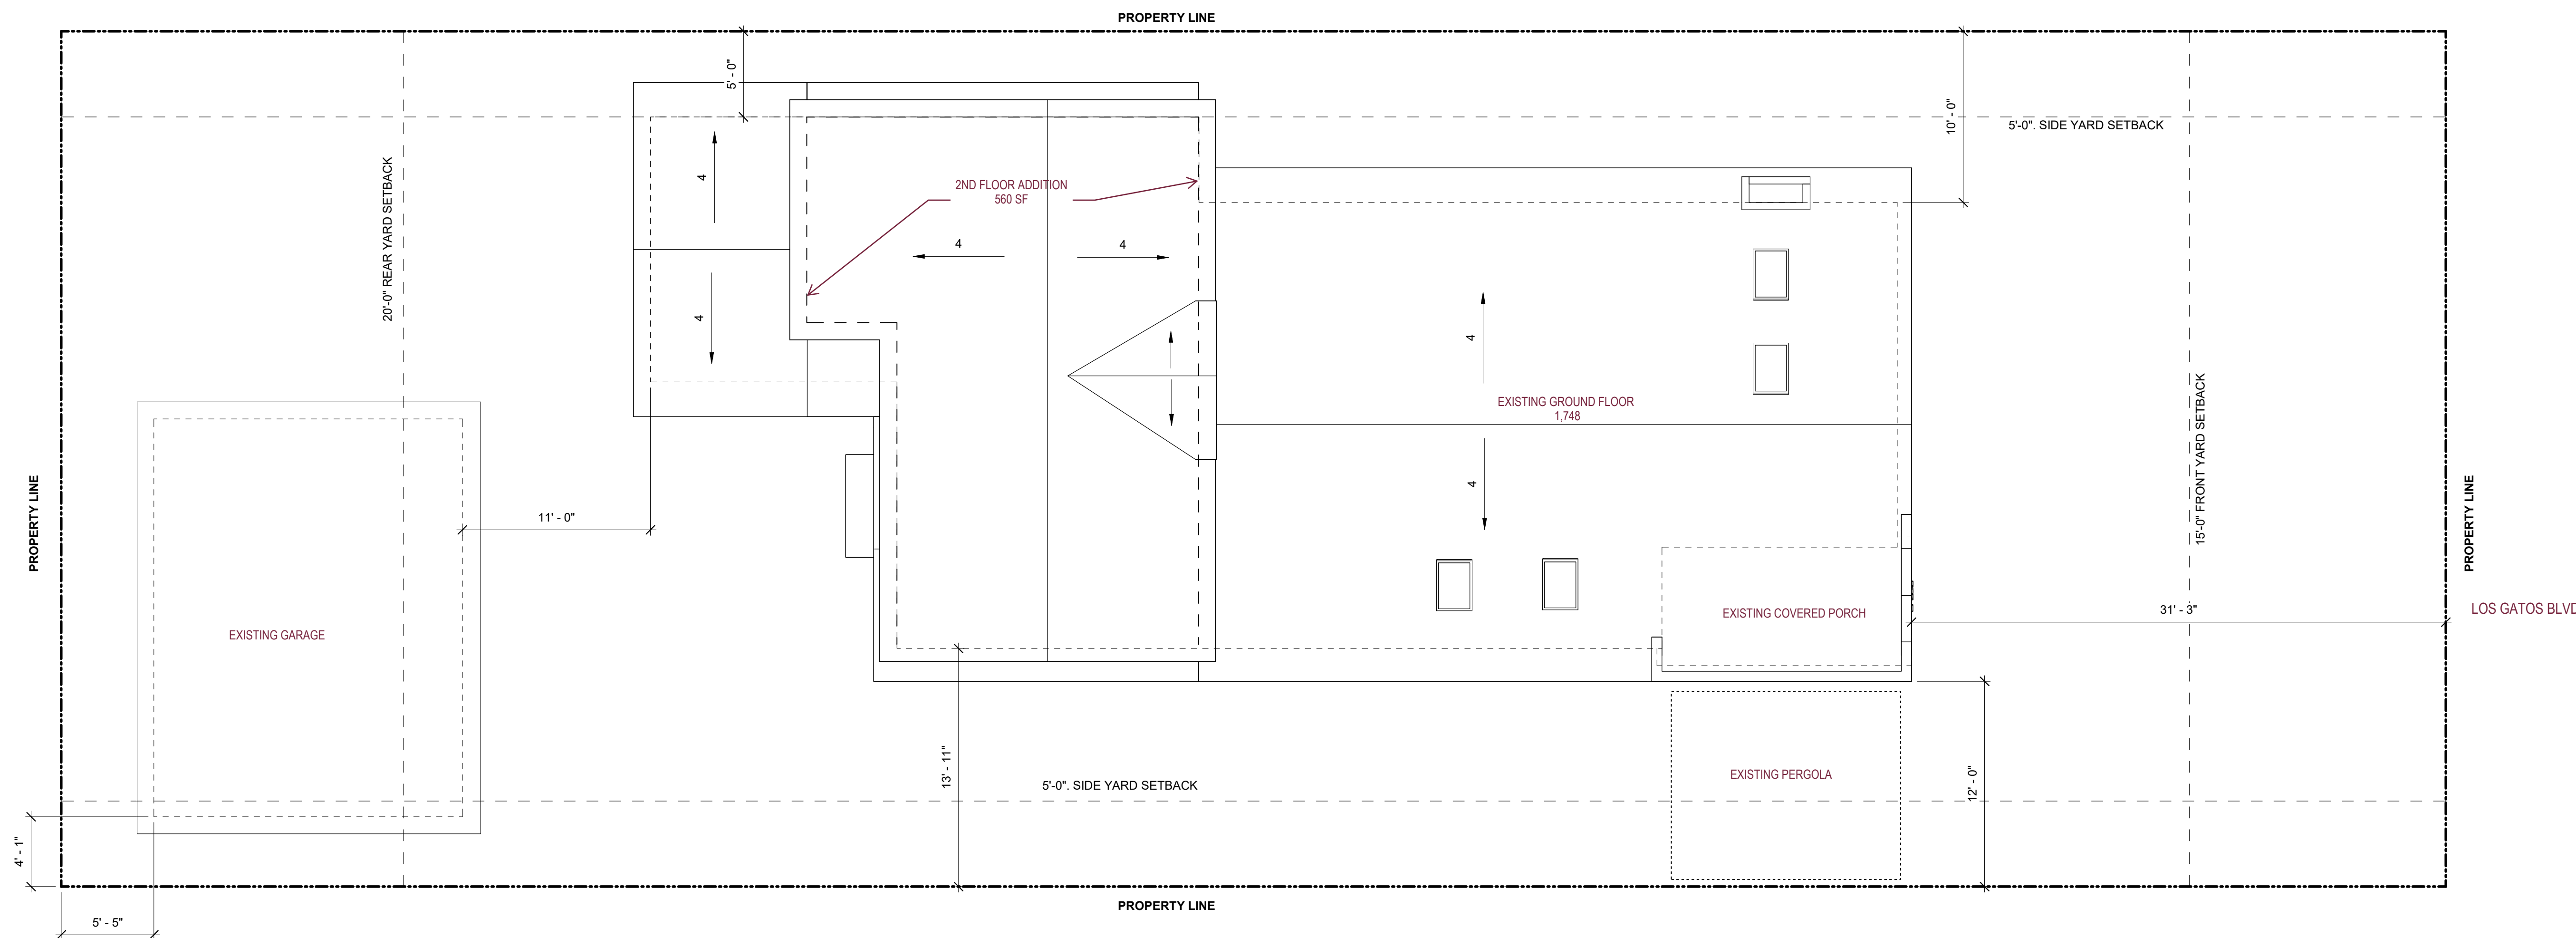 PROPERTY LINE
5' - 0"
10' - 0"
5'-0". SIDE YARD SETBACK
20'-0" REAR YARD SETBACK
4
2ND FLOOR ADDITION
560 SF
4
4
4
4
EXISTING GROUND FLOOR
1,748
4
15'-0" FRONT YARD SETBACK
PROPERTY LINE
PROPERTY LINE
11' - 0"
EXISTING GARAGE
EXISTING COVERED PORCH
31' - 3"
LOS GATOS BLVD
13' - 11"
5'-0". SIDE YARD SETBACK
EXISTING PERGOLA
12' - 0"
4' - 1"
5' - 5"
PROPERTY LINE